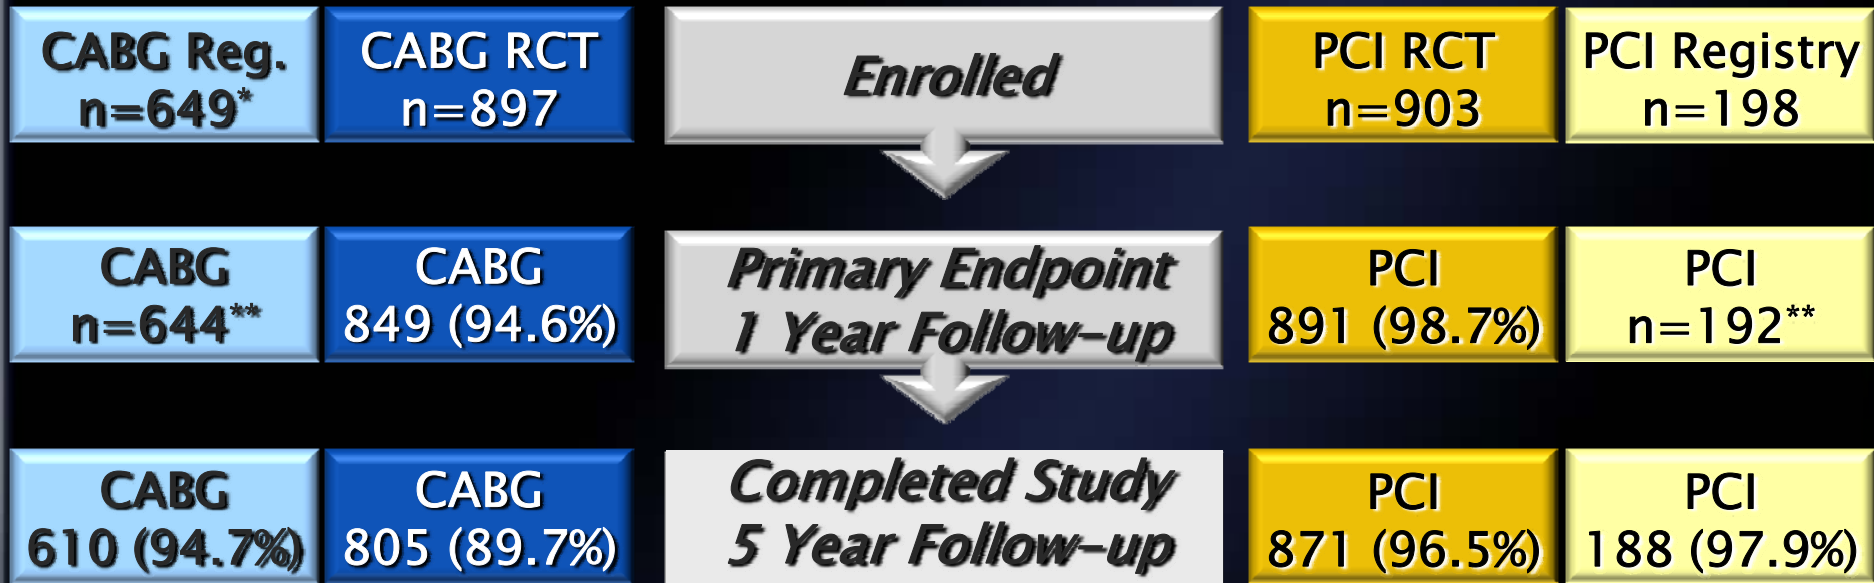 CABG Reg.
n=649*
CABG RCT
n=897
Enrolled
PCI RCT
n=903
PCI Registry
n=198
CABG
n=644**
CABG
849 (94.6%)
Primary Endpoint
1 Year Follow-up
PCI
891 (98.7%)
PCI
n=192**
CABG
610 (94.7%)
CABG
805 (89.7%)
Completed Study
5 Year Follow-up
PCI
871 (96.5%)
PCI
188 (97.9%)